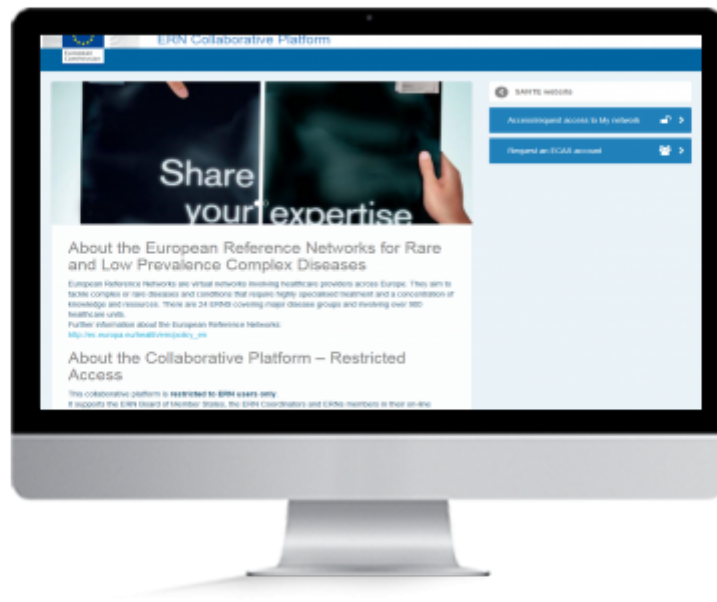 European
Commission
ERN Collaborative Platform
SANTE website
Access/request access to My network
Request an ECAS account
Share
your expertise
About the European Reference Networks for Rare
and Low Prevalence Complex Diseases
European Reference Networks are virtual networks involving healthcare providers across Europe. They aim to
tackle complex or rare diseases and conditions that require highly specialised treatment and a concentration of
knowledge and resources. There are 24 ERNS covering major disease groups and involving over 900
healthcare units.
Further information about the European Reference Networks:
About the Collaborative Platform – Restricted
Access
This collaborative platform is restricted to ERN users only.
It supports the ERN Board of Member States, the ERN Coordinators and ERNs members in their on-line